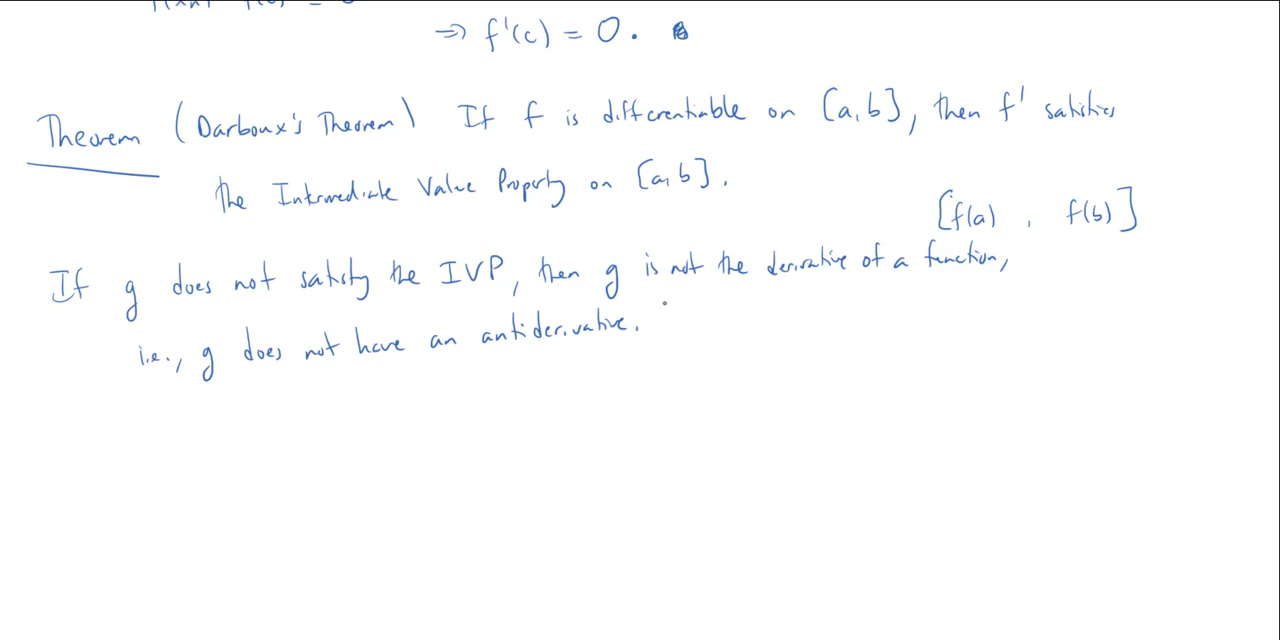 ⇒ f'(c) = 0.
Theorem (Darboux's Theorem) If f is differentiable on [a,b], then f' satisfies
the Intermediate Value Property on [a,b].
[f(a) , f(b)]
If g does not satisfy the IVP, then g is not the derivative of a function,
i.e., g does not have an antiderivative.